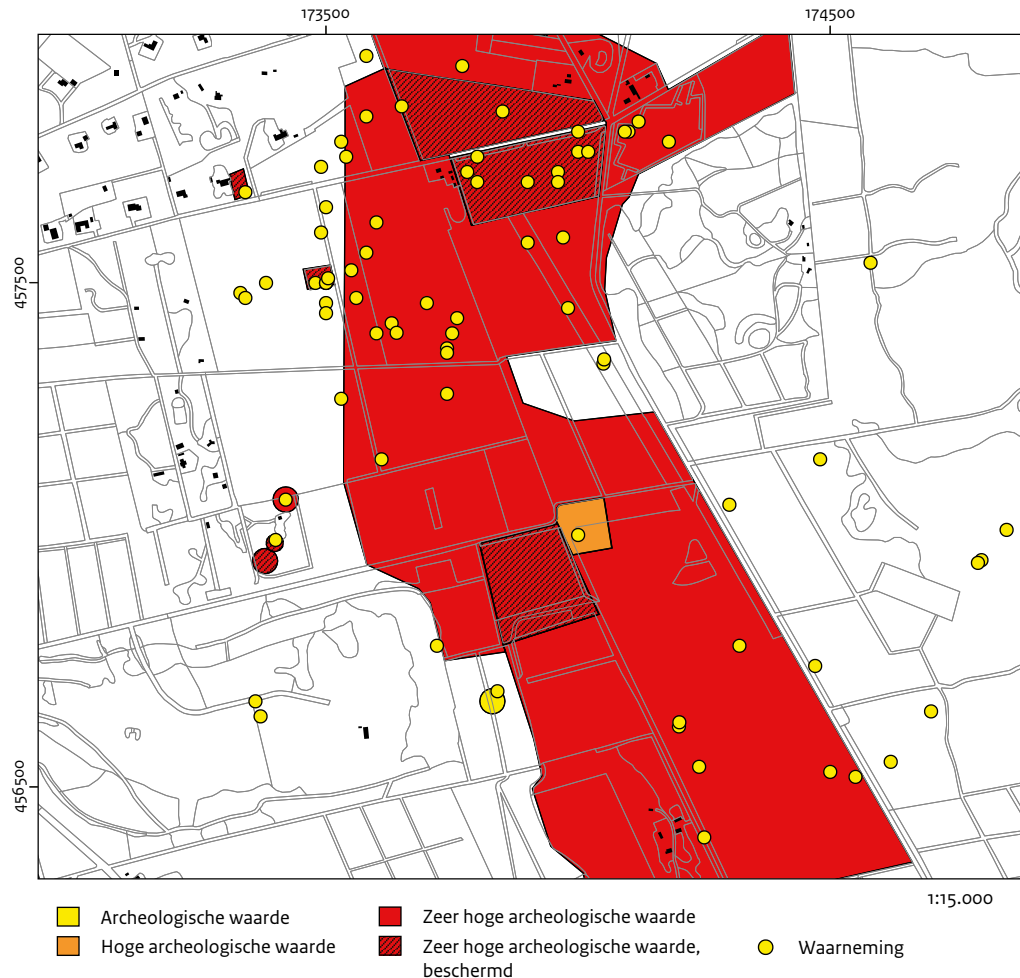 173500
174500
457500
456500
1:15.000
Archeologische waarde
Hoge archeologische waarde
Zeer hoge archeologische waarde
Zeer hoge archeologische waarde,
beschermd
Waarneming